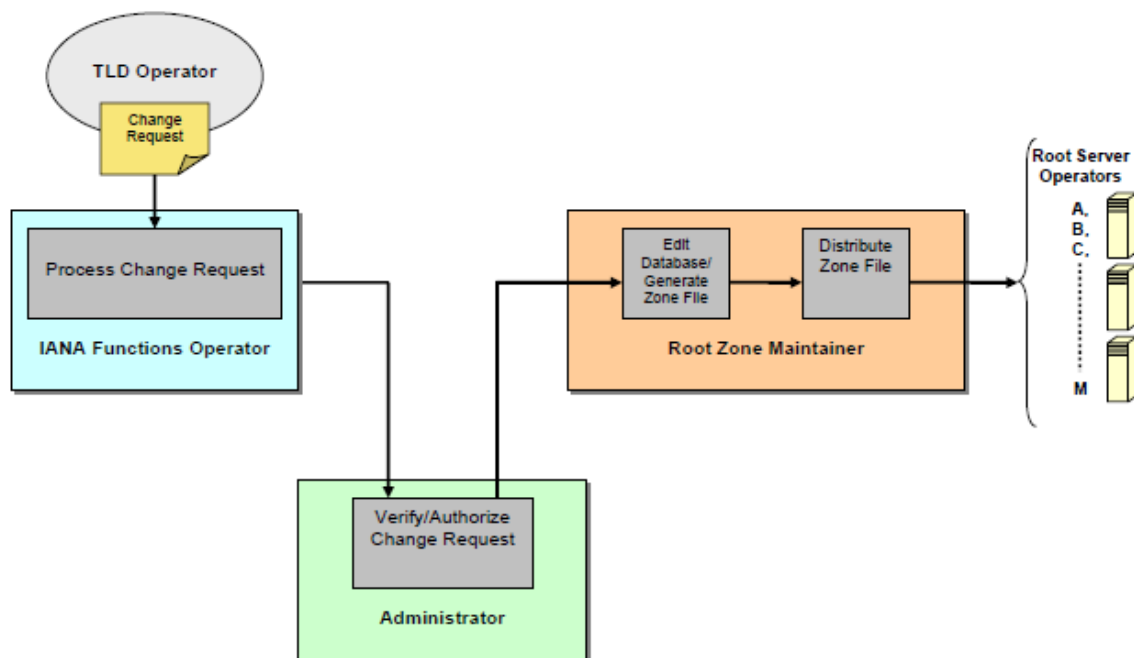 TLD Operator
Change
Request
Process Change Request
IANA Functions Operator
Verify/Authorize
Change Request
Administrator
Edit
Database/
Generate
Zone File
Distribute
Zone File
Root Zone Maintainer
Root Server
Operators
A,
B,
C,
M